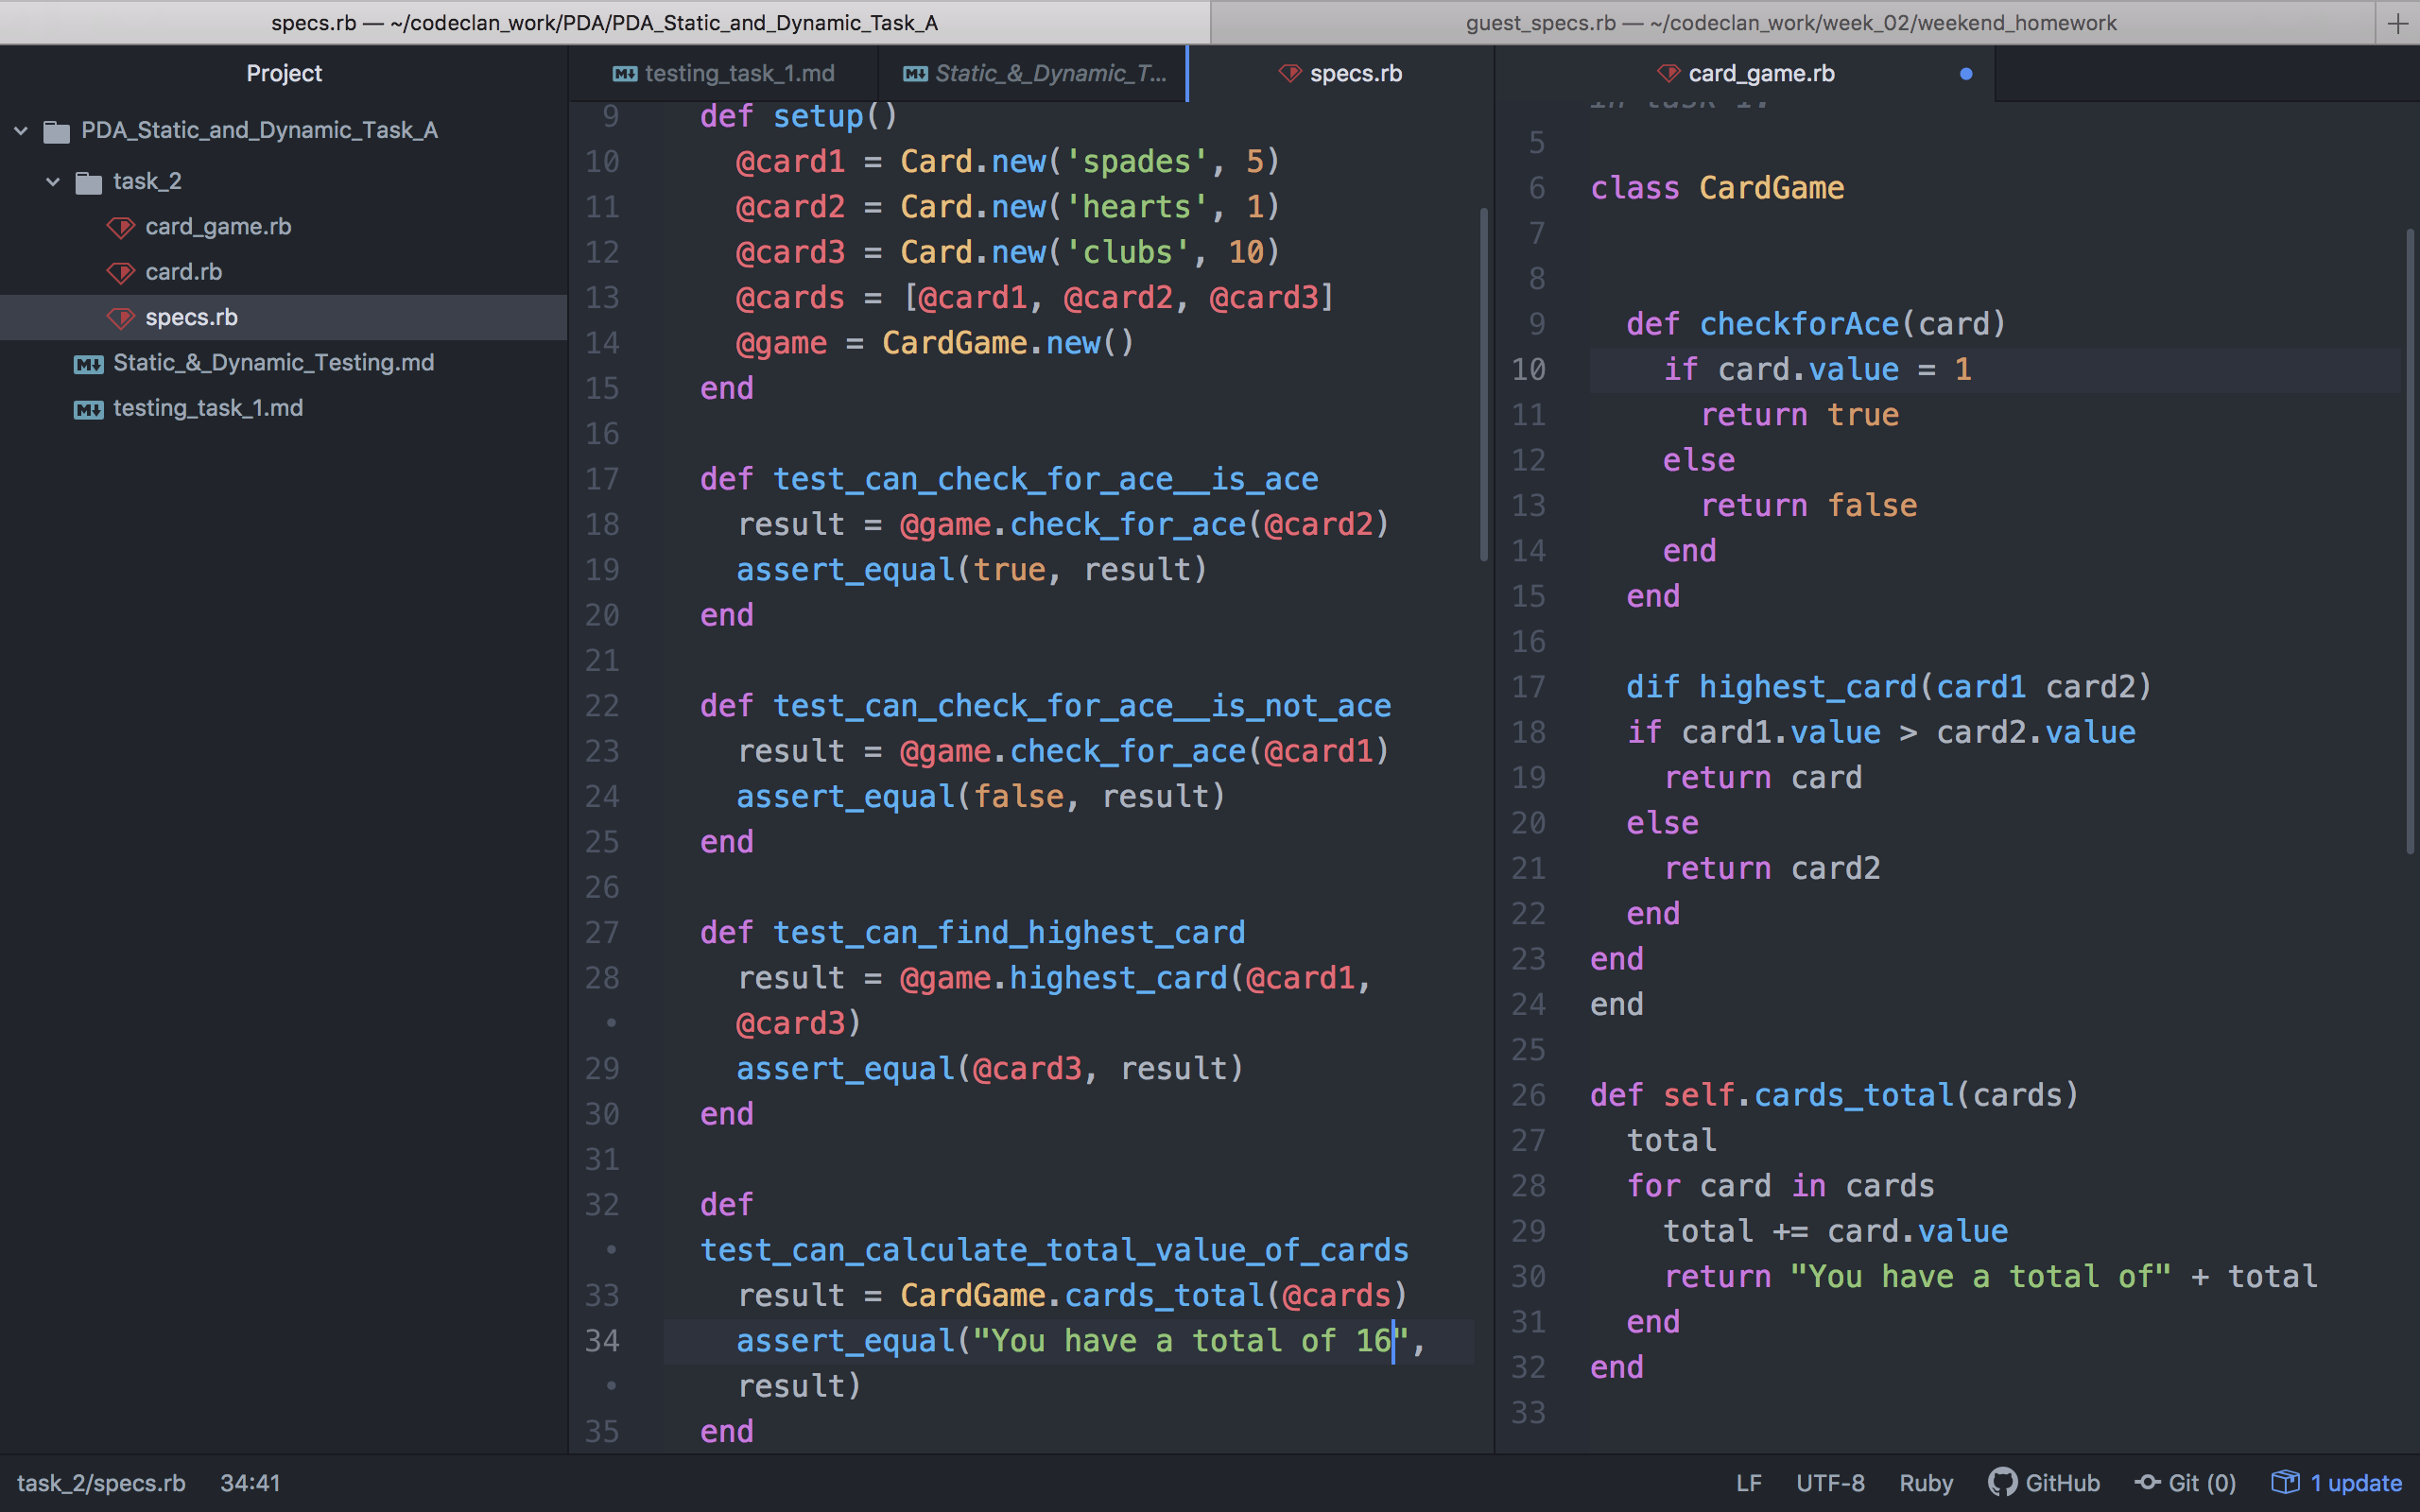 specs.rb — ~/codeclan_work/PDA/PDA_Static_and_Dynamic_Task_A
guest_specs.rb — ~/codeclan_work/week_02/weekend_homework
Project
PDA_Static_and_Dynamic_Task_A
task_2
card_game.rb
card.rb
specs.rb
Static_&_Dynamic_Testing.md
testing_task_1.md
testing_task_1.md
Static_&_Dynamic_T...
specs.rb
9 def setup()
10 @card1 = Card.new('spades', 5)
11 @card2 = Card.new('hearts', 1)
12 @card3 = Card.new('clubs', 10)
13 @cards = [@card1, @card2, @card3]
14 @game = CardGame.new()
15 end
16
17 def test_can_check_for_ace__is_ace
18 result = @game.check_for_ace(@card2)
19 assert_equal(true, result)
20 end
21
22 def test_can_check_for_ace__is_not_ace
23 result = @game.check_for_ace(@card1)
24 assert_equal(false, result)
25 end
26
27 def test_can_find_highest_card
28 result = @game.highest_card(@card1,
• @card3)
29 assert_equal(@card3, result)
30 end
31
32 def
• test_can_calculate_total_value_of_cards
33 result = CardGame.cards_total(@cards)
34 assert_equal("You have a total of 16",
• result)
35 end
card_game.rb
in task 1.
5
6 class CardGame
7
8
9 def checkforAce(card)
10 if card.value = 1
11 return true
12 else
13 return false
14 end
15 end
16
17 dif highest_card(card1 card2)
18 if card1.value > card2.value
19 return card
20 else
21 return card2
22 end
23 end
24 end
25
26 def self.cards_total(cards)
27 total
28 for card in cards
29 total += card.value
30 return "You have a total of" + total
31 end
32 end
33
task_2/specs.rb 34:41
LF UTF-8 Ruby GitHub Git (0) 1 update